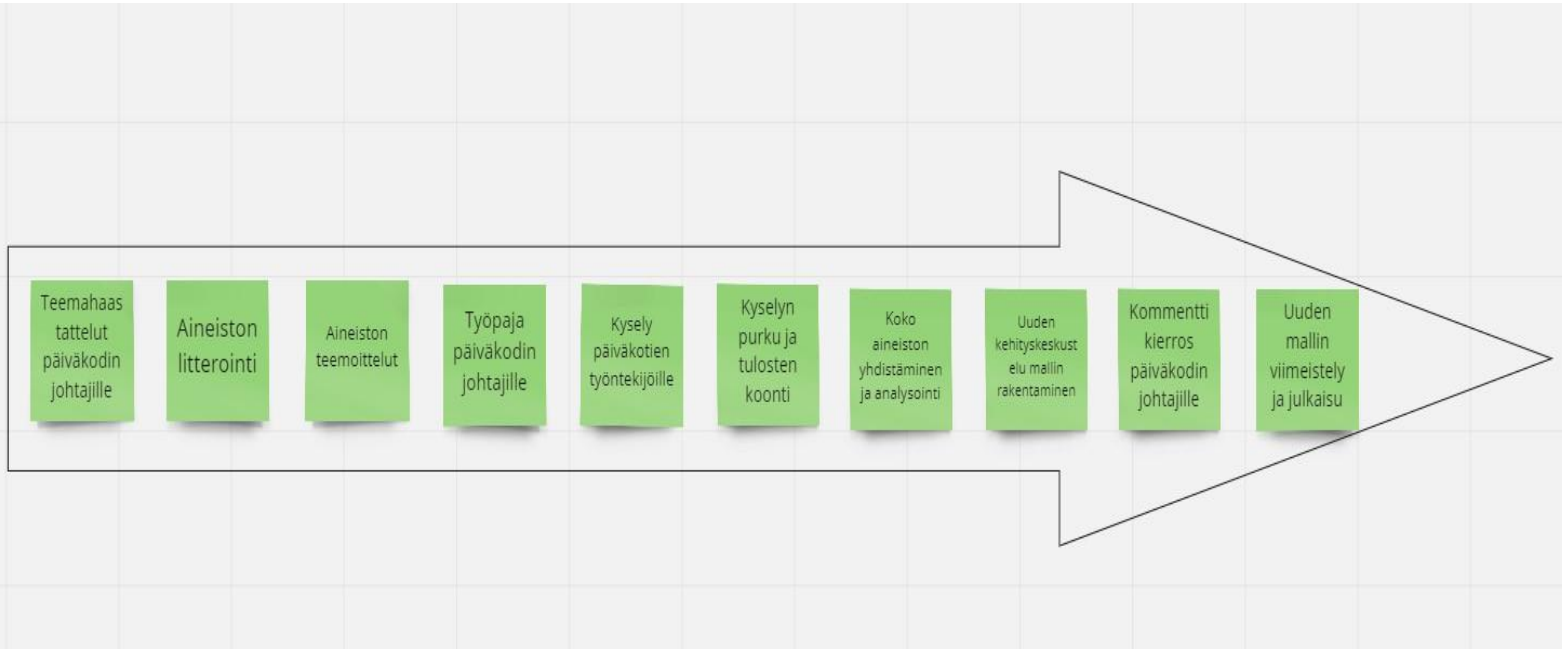 Teemahaas
tattelut
päiväkodin
johtajille
Aineiston
litterointi
Aineiston
teemoittelut
Työpaja
päiväkodin
johtajille
Kysely
päiväkotien
työntekijöille
Kyselyn
purku ja
tulosten
koonti
Koko
aineiston
yhdistäminen
ja analysointi
Uuden
kehityskeskust
elu mallin
rakentaminen
Kommentti
kierros
päiväkodin
johtajille
Uuden
mallin
viimeistely
ja julkaisu